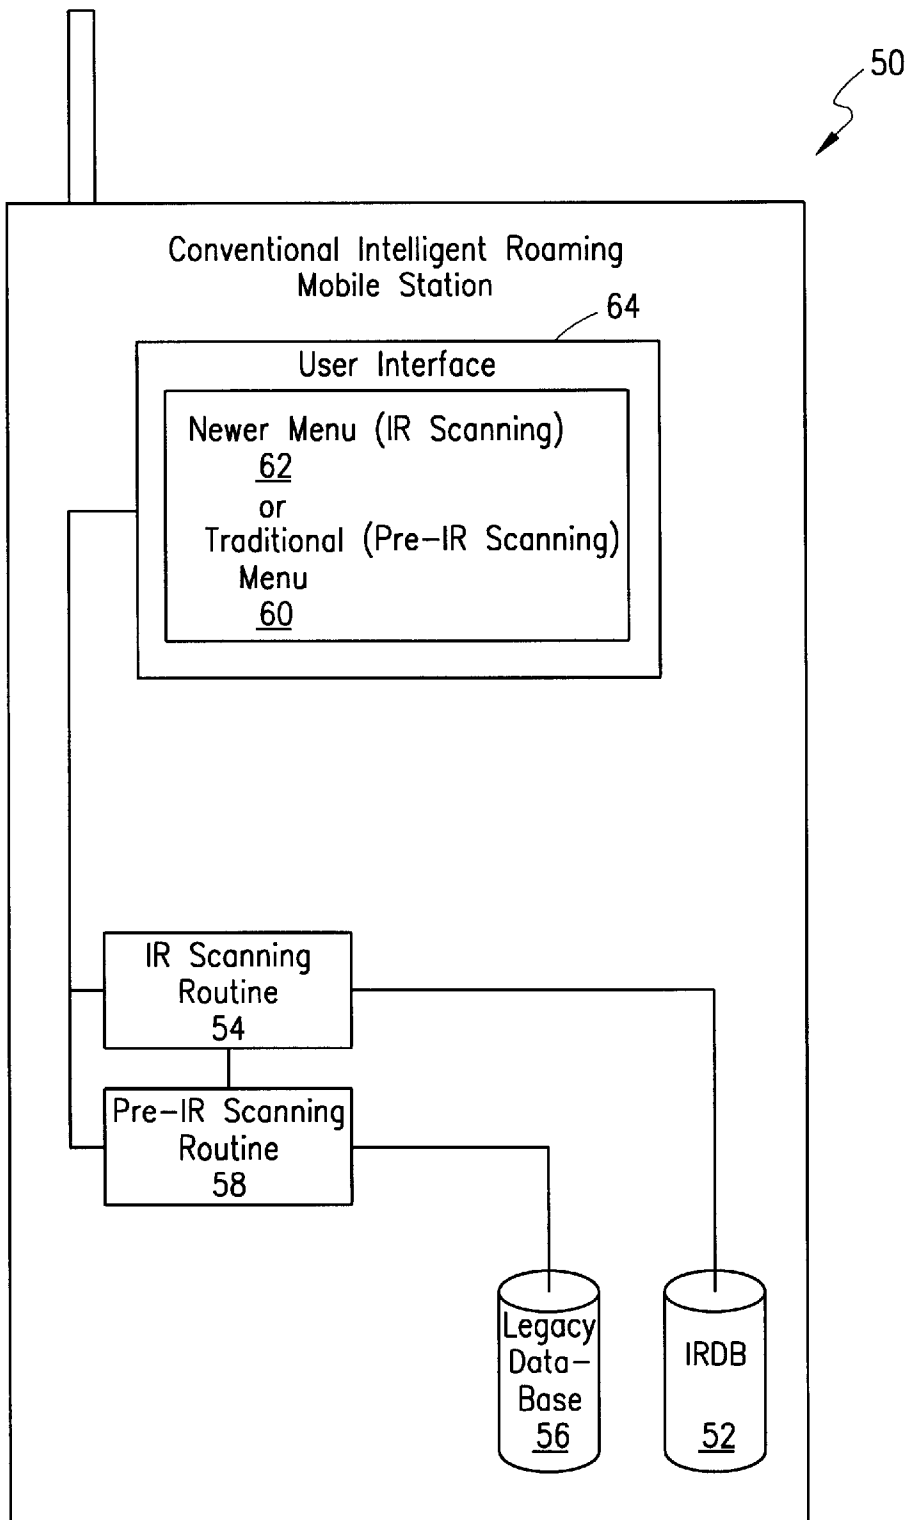 50
Conventional Intelligent Roaming
Mobile Station
64
User Interface
Newer Menu (IR Scanning)
62
or
Traditional (Pre-IR Scanning)
Menu
60
IR Scanning
Routine
54
Pre-IR Scanning
Routine
58
Legacy
Data-
Base
56
IRDB
52